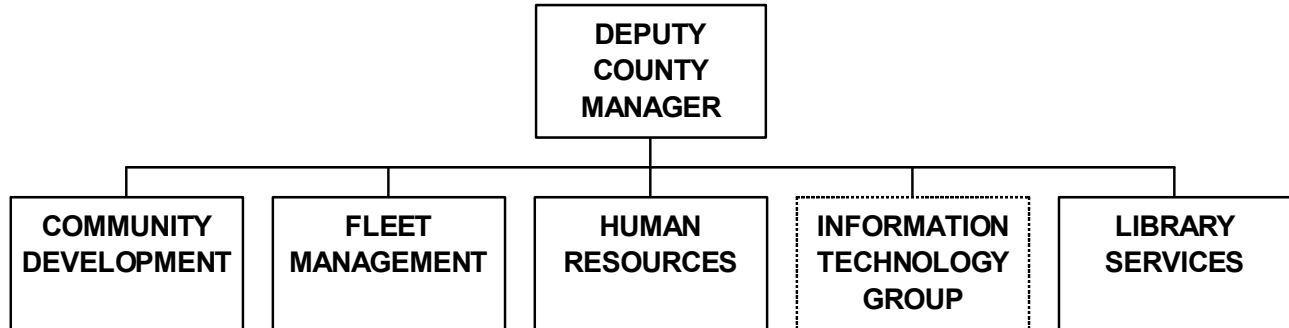 DEPUTY
COUNTY
MANAGER
COMMUNITY
DEVELOPMENT
FLEET
MANAGEMENT
HUMAN
RESOURCES
INFORMATION
TECHNOLOGY
GROUP
LIBRARY
SERVICES